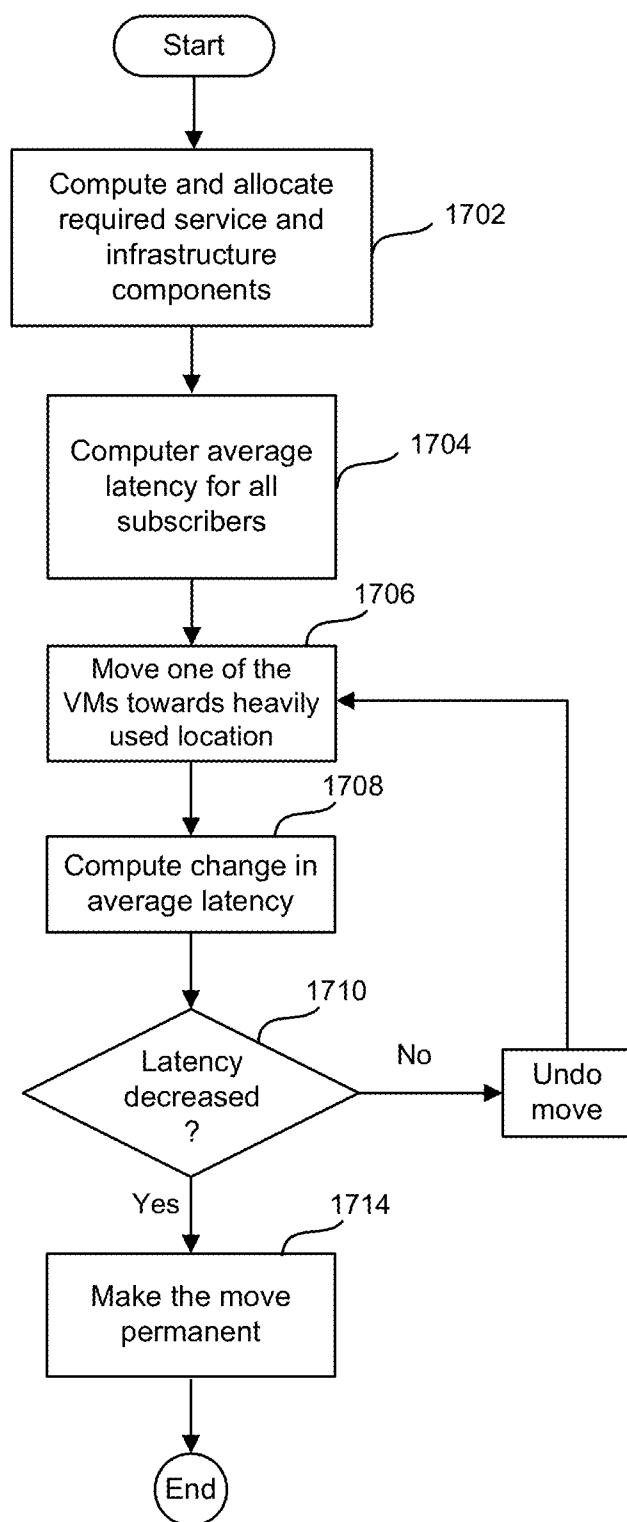 Start
Compute and allocate
required service and
infrastructure
components
1702
Computer average
latency for all
subscribers
1704
1706
Move one of the
VMs towards heavily
used location
1708
Compute change in
average latency
1710
Latency
decreased
?
No
Undo
move
Yes
1714
Make the move
permanent
End